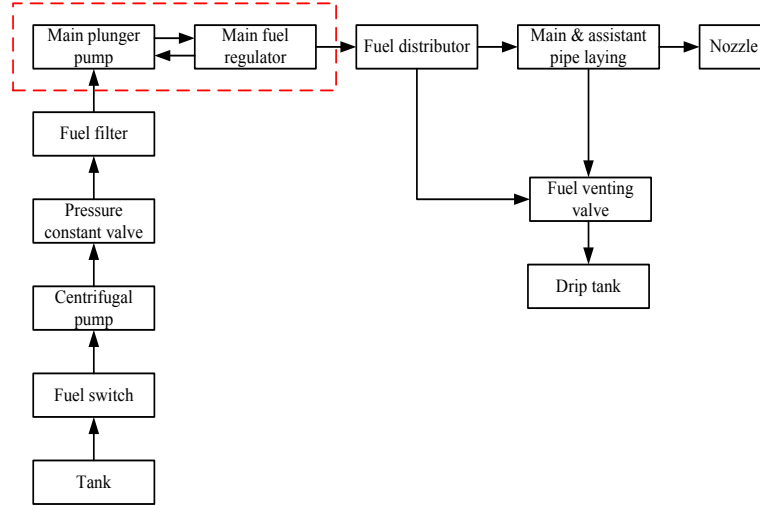 Main plunger
pump
Main fuel
regulator
Fuel distributor
Main & assistant
pipe laying
Nozzle
Fuel filter
Fuel venting
valve
Pressure
constant valve
Drip tank
Centrifugal
pump
Fuel switch
Tank